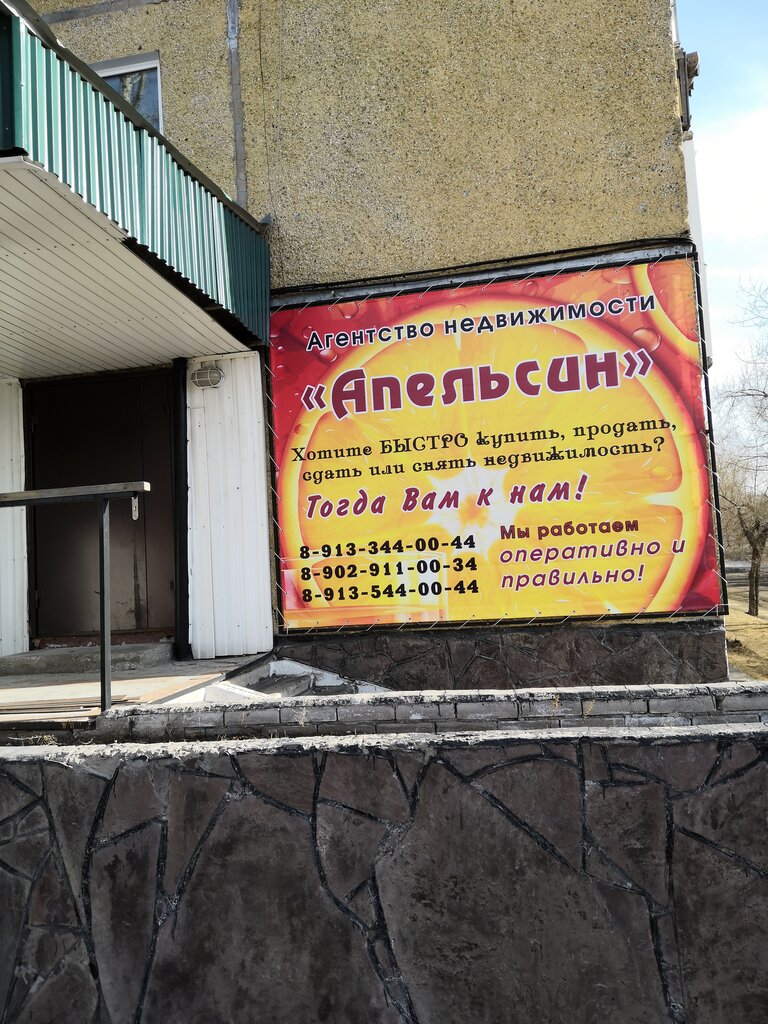 Агентство недвижимости
«Апельсин»
Хотите БЫСТРО купить, продать,
сдать или снять недвижимость?
Тогда Вам к нам!
8-913-344-00-44
8-902-911-00-34
8-913-544-00-44
Мы работаем
оперативно и
правильно!